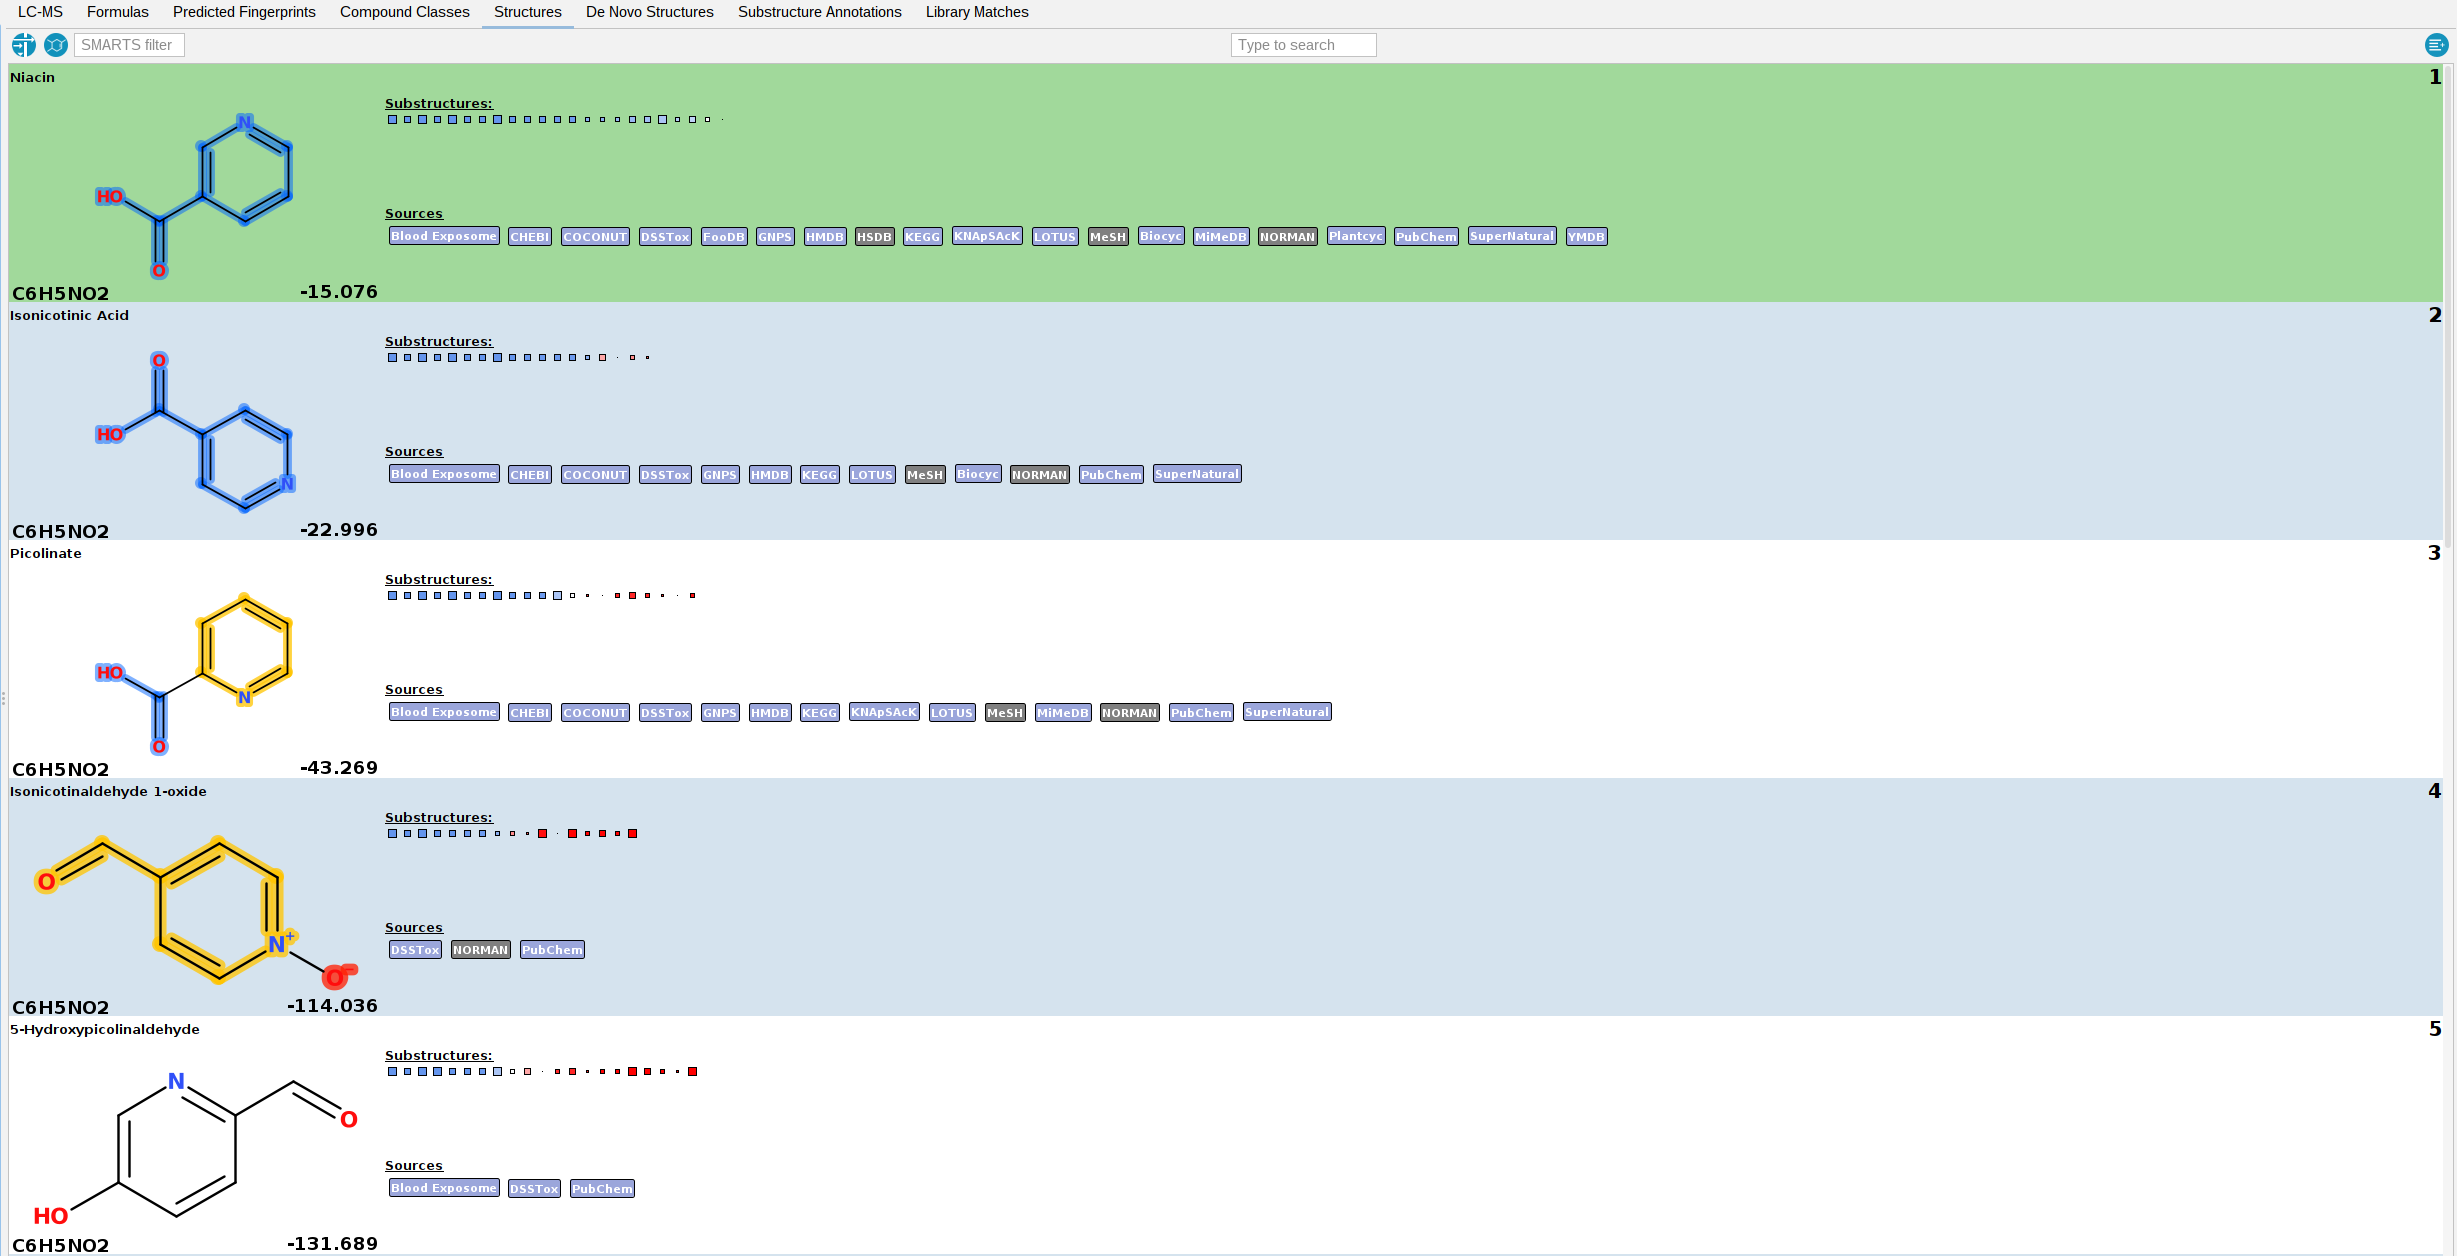 LC-MS Formulas Predicted Fingerprints Compound Classes Structures De Novo Structures Substructure Annotations Library Matches
SMARTS filter Type to search
Niacin 1
Substructures:
N
HO
O
Sources
Blood Exposome CHEBI COCONUT DSSTox FooDB GNPS HMDB HSDB KEGG KNApSAcK LOTUS MeSH Biocyc MiMeDB NORMAN Plantcyc PubChem SuperNatural YMDB
C6H5NO2 -15.076
Isonicotinic Acid 2
Substructures:
O
HO
N
Sources
Blood Exposome CHEBI COCONUT DSSTox GNPS HMDB KEGG LOTUS MeSH Biocyc NORMAN PubChem SuperNatural
C6H5NO2 -22.996
Picolinate 3
Substructures:
HO
N
O
Sources
Blood Exposome CHEBI COCONUT DSSTox GNPS HMDB KEGG KNApSAcK LOTUS MeSH MiMeDB NORMAN PubChem SuperNatural
C6H5NO2 -43.269
Isonicotinaldehyde 1-oxide 4
Substructures:
O
N+
O−
Sources
DSSTox NORMAN PubChem
C6H5NO2 -114.036
5-Hydroxypicolinaldehyde 5
Substructures:
N
O
HO
Sources
Blood Exposome DSSTox PubChem
C6H5NO2 -131.689